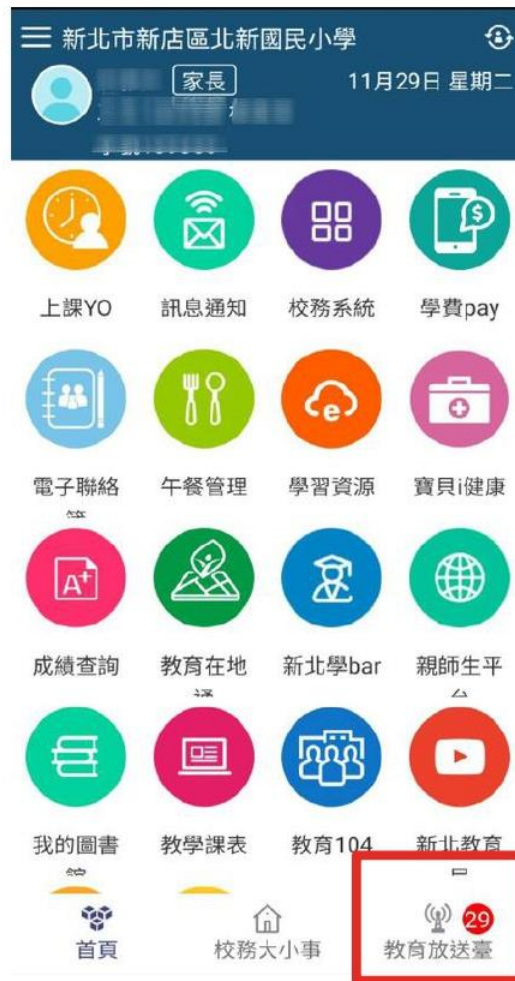 新北市新店區北新國民小學
家長
11月29日 星期二
上課YO
訊息通知
校務系統
學費pay
電子聯絡
午餐管理
學習資源
寶貝i健康
e
A+
成績查詢
教育在地
新北學bar
親師生平
我的圖書
教學課表
教育104
新北教育
29
首頁
校務大小事
教育放送臺